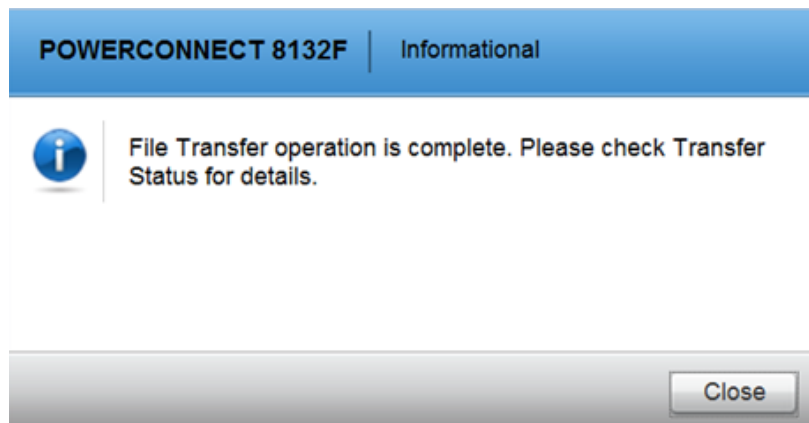 POWERCONNECT 8132F Informational
File Transfer operation is complete. Please check Transfer
Status for details.
Close